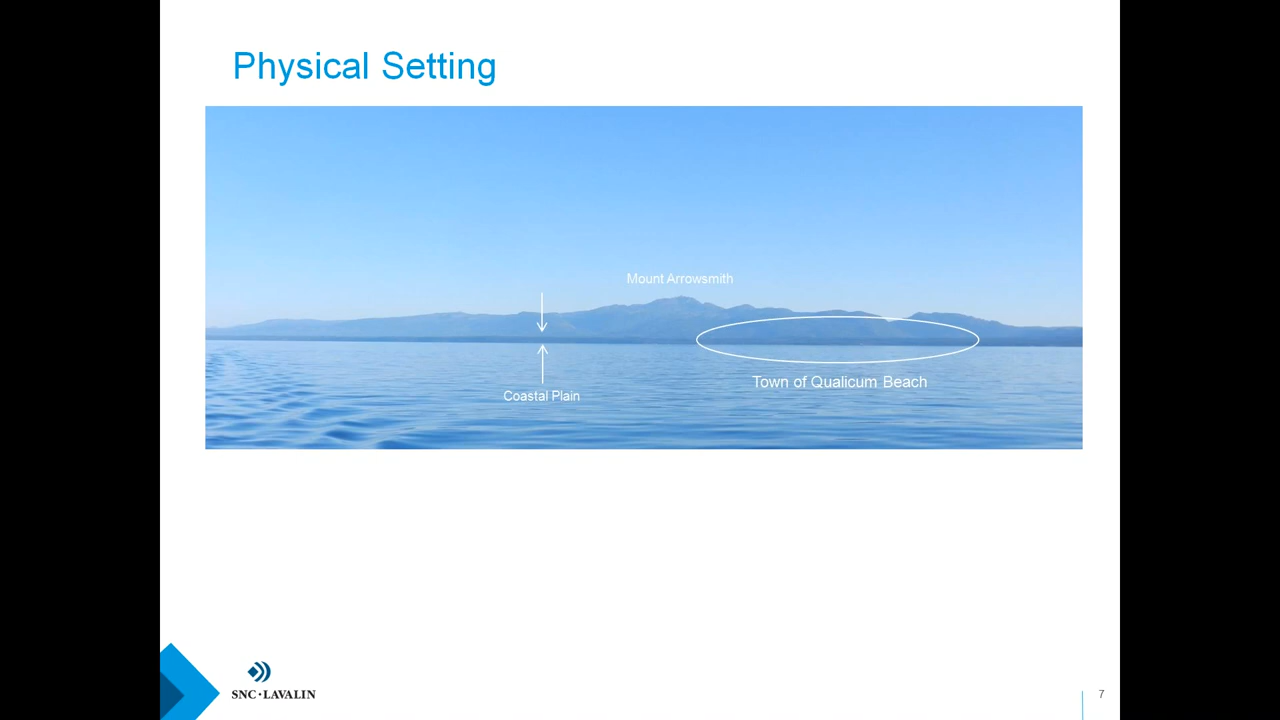 Physical Setting
Mount Arrowsmith
Town of Qualicum Beach
Coastal Plain
SNC·LAVALIN
7